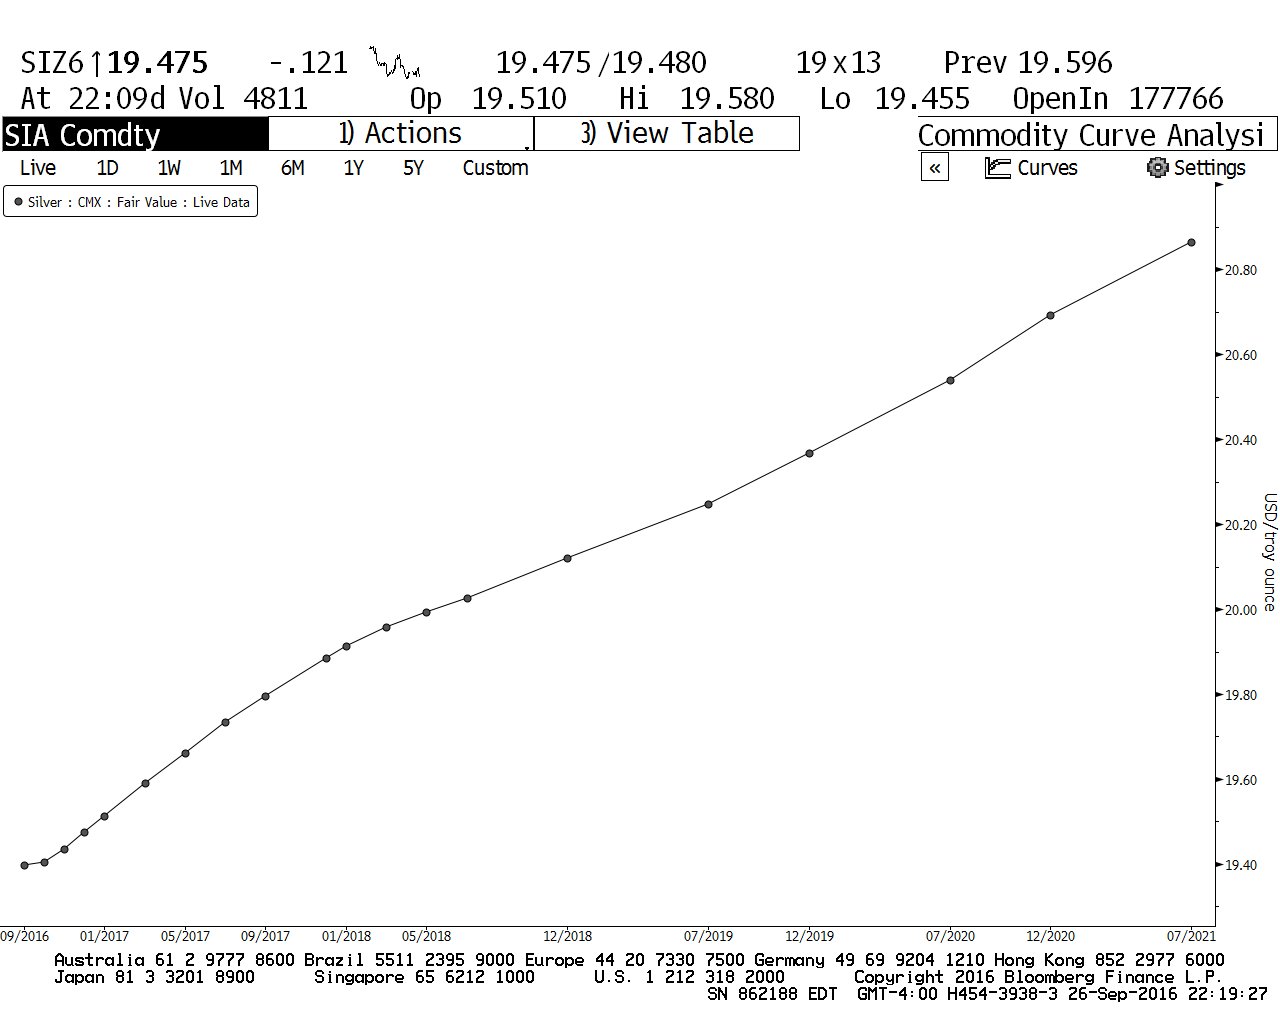 SIZ6 ↑19.475 -.121 19.475/19.480 19x13 Prev 19.596
At 22:09d Vol 4811 Op 19.510 Hi 19.580 Lo 19.455 OpenIn 177766
SIA Comdty 1) Actions 3) View Table Commodity Curve Analysi
Live 1D 1W 1M 6M 1Y 5Y Custom « Curves Settings
Silver : CMX : Fair Value : Live Data
20.80
20.60
20.40
20.20
20.00
19.80
19.60
19.40
USD/troy ounce
09/2016 01/2017 05/2017 09/2017 01/2018 05/2018 12/2018 07/2019 12/2019 07/2020 12/2020 07/2021
Australia 61 2 9777 8600 Brazil 5511 2395 9000 Europe 44 20 7330 7500 Germany 49 69 9204 1210 Hong Kong 852 2977 6000
Japan 81 3 3201 8900 Singapore 65 6212 1000 U.S. 1 212 318 2000 Copyright 2016 Bloomberg Finance L.P.
SN 862188 EDT GMT-4:00 H454-3938-3 26-Sep-2016 22:19:27